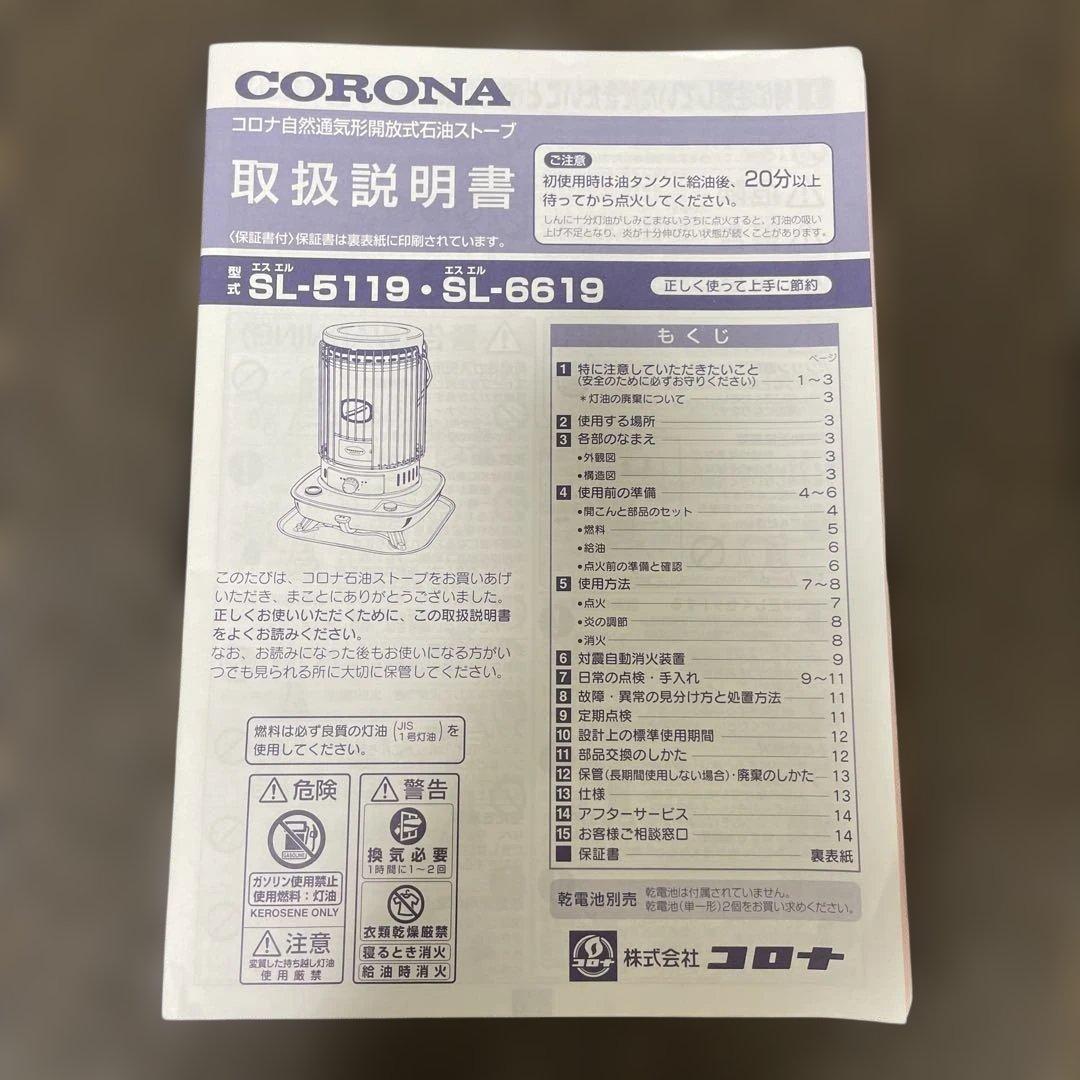 CORONA
コロナ自然通気形開放式石油ストーブ
取扱説明書
〈保証書付〉保証書は裏表紙に印刷されています。
ご注意
初使用時は油タンクに給油後、20分以上
待ってから点火してください。
しんに十分灯油がしみこまないうちに点火すると、灯油の吸い
上げ不足となり、炎が十分伸びない状態が続くことがあります。
型式 エスエル SL-5119・エスエル SL-6619
正しく使って上手に節約
もくじ
ページ
1 特に注意していただきたいこと
(安全のために必ずお守りください) 1〜3
*灯油の廃棄について 3
2 使用する場所 3
3 各部のなまえ 3
•外観図 3
•構造図 3
4 使用前の準備 4〜6
•開こんと部品のセット 4
•燃料 5
•給油 6
•点火前の準備と確認 6
5 使用方法 7〜8
•点火 7
•炎の調節 8
•消火 8
6 対震自動消火装置 9
7 日常の点検・手入れ 9〜11
8 故障・異常の見分け方と処置方法 11
9 定期点検 11
10 設計上の標準使用期間 12
11 部品交換のしかた 12
12 保管(長期間使用しない場合)・廃棄のしかた 13
13 仕様 13
14 アフターサービス 14
15 お客様ご相談窓口 14
■ 保証書 裏表紙
このたびは、コロナ石油ストーブをお買いあげ
いただき、まことにありがとうございました。
正しくお使いいただくために、この取扱説明書
をよくお読みください。
なお、お読みになった後もお使いになる方がい
つでも見られる所に大切に保管してください。
燃料は必ず良質の灯油(JIS 1号灯油)を
使用してください。
危険
GASOLINE
ガソリン使用禁止
使用燃料:灯油
KEROSENE ONLY
注意
変質した持ち越し灯油
使用厳禁
警告
換気必要
1時間に1〜2回
衣類乾燥厳禁
寝るとき消火
給油時消火
乾電池別売
乾電池は付属されていません。
乾電池(単一形)2個をお買い求めください。
コロナ
株式会社 コロナ